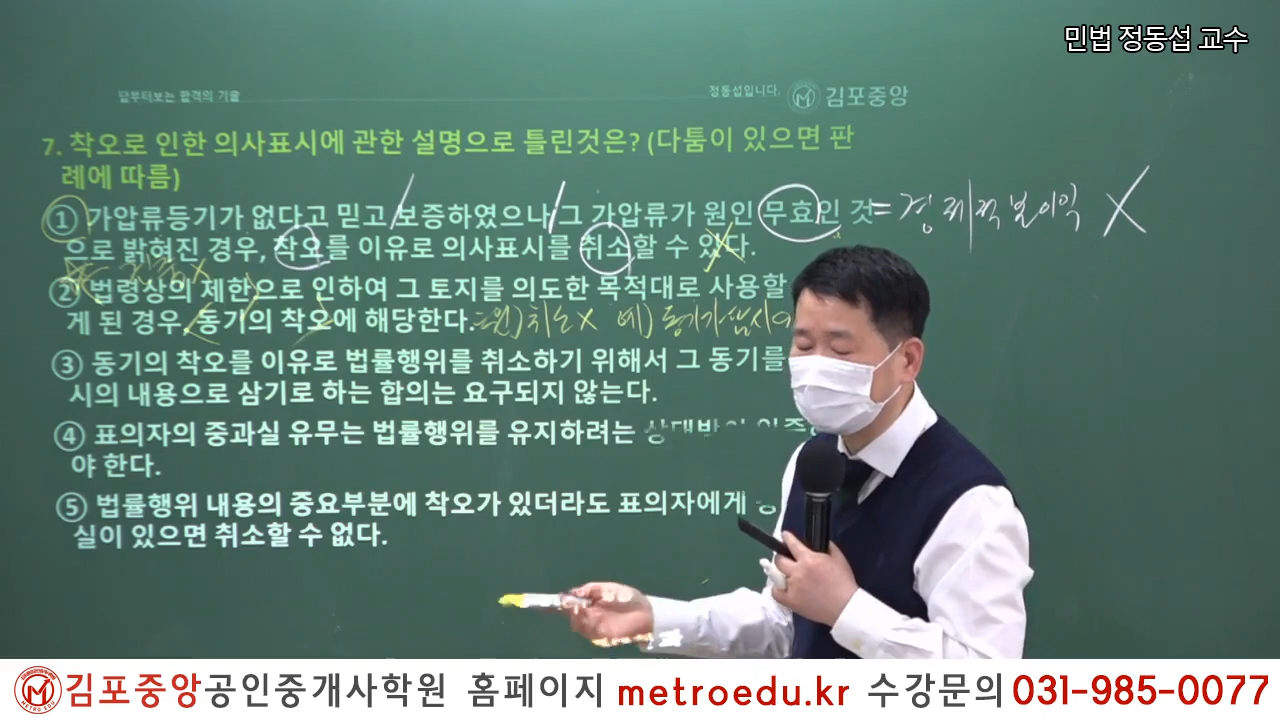 민법 정동섭 교수
답부터보는 합격의 기술
정동섭입니다.
김포중앙
7. 착오로 인한 의사표시에 관한 설명으로 틀린것은? (다툼이 있으면 판
례에 따름)
① 가압류등기가 없다고 믿고 보증하였으나 그 가압류가 원인 무효인 것 = 경제적 불이익 X
으로 밝혀진 경우, 착오를 이유로 의사표시를 취소할 수 있다.
② 법령상의 제한으로 인하여 그 토지를 의도한 목적대로 사용할
게 된 경우, 동기의 착오에 해당한다. 원) 취소X 예)
③ 동기의 착오를 이유로 법률행위를 취소하기 위해서 그 동기를
시의 내용으로 삼기로 하는 합의는 요구되지 않는다.
④ 표의자의 중과실 유무는 법률행위를 유지하려는
야 한다.
⑤ 법률행위 내용의 중요부분에 착오가 있더라도 표의자에게
실이 있으면 취소할 수 없다.
김포중앙공인중개사학원 홈페이지 metroedu.kr 수강문의 031-985-0077